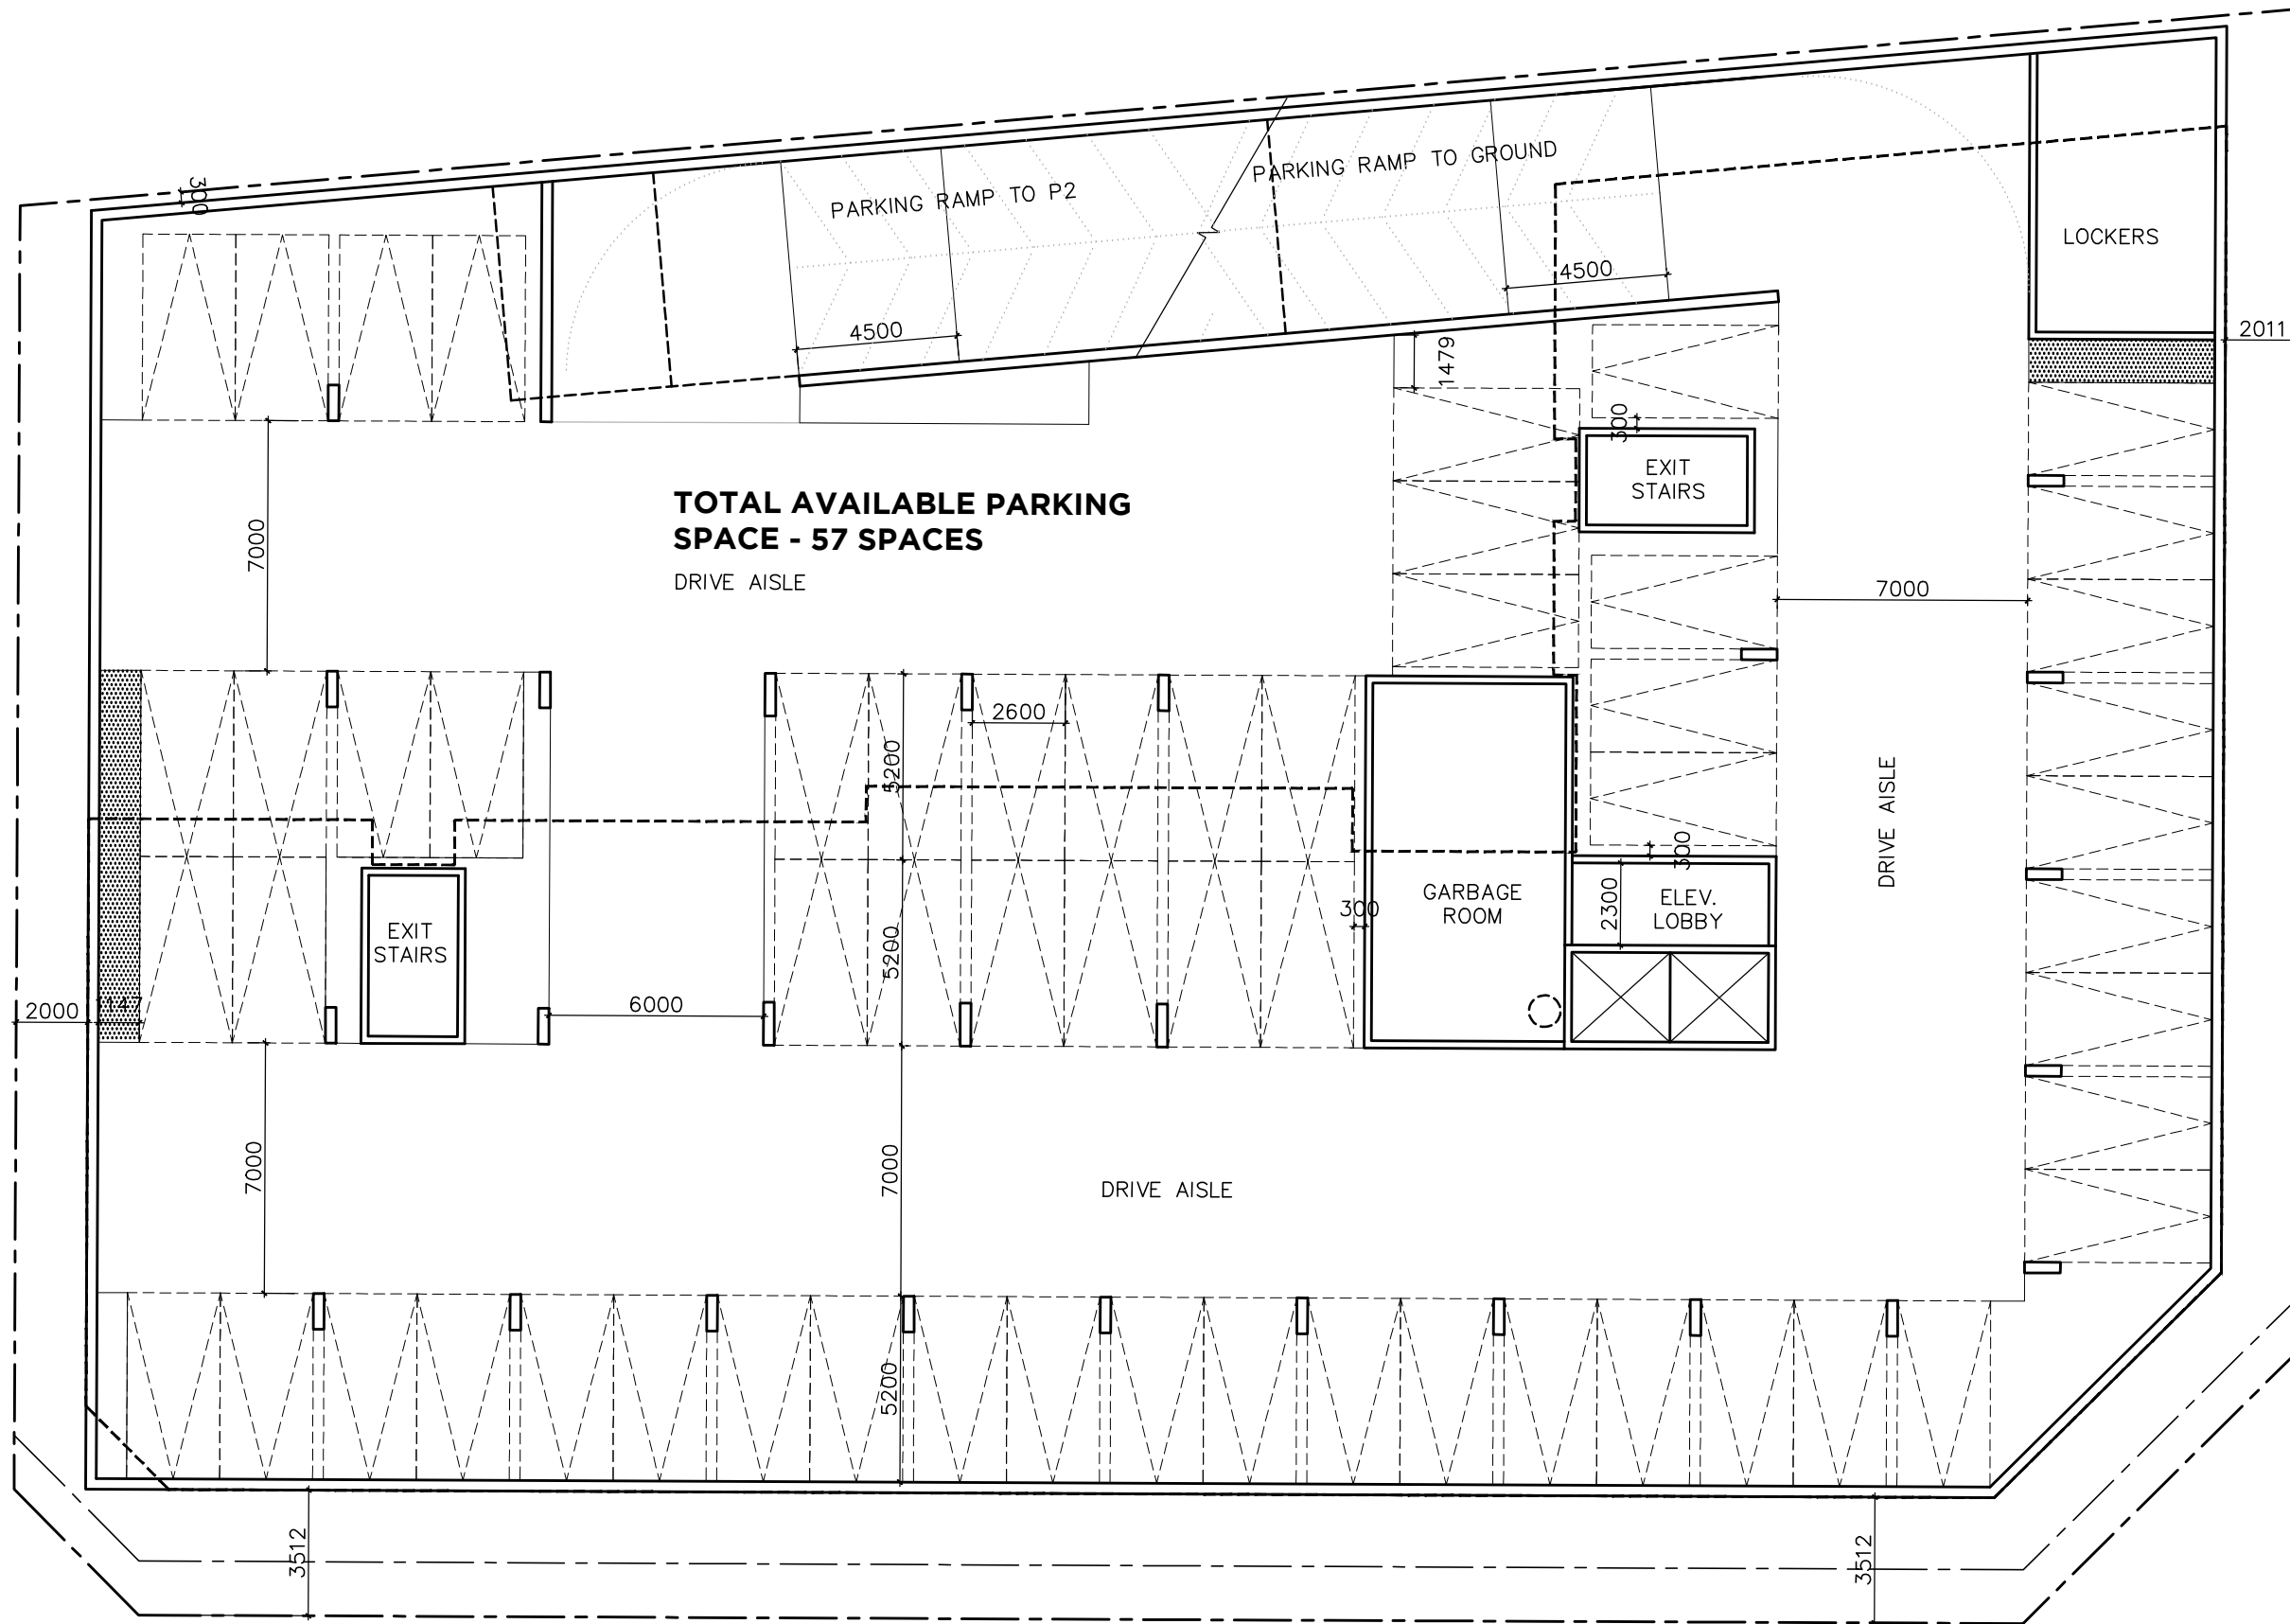 300
PARKING RAMP TO P2
PARKING RAMP TO GROUND
LOCKERS
4500
4500
2011
1479
300
EXIT
STAIRS
TOTAL AVAILABLE PARKING
SPACE - 57 SPACES
DRIVE AISLE
7000
7000
2600
5200
DRIVE AISLE
300
2300
ELEV.
LOBBY
GARBAGE
ROOM
300
EXIT
STAIRS
5200
2000
1147
6000
7000
7000
DRIVE AISLE
5200
3512
3512